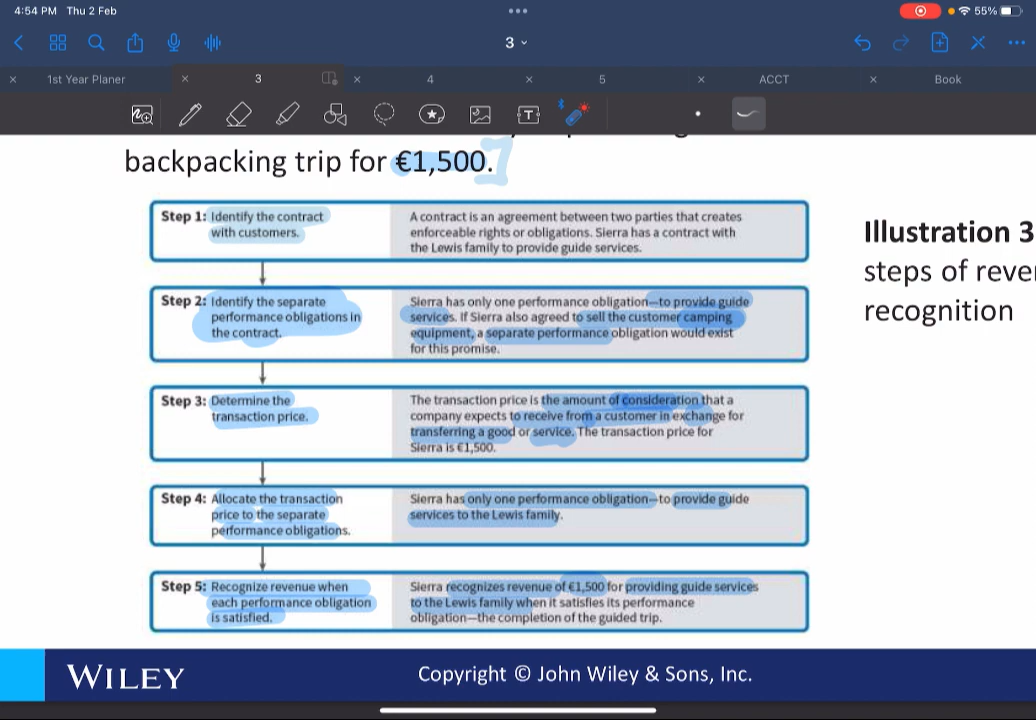 4:54 PM Thu 2 Feb
55%
3
1st Year Planer
3
4
5
ACCT
Book
backpacking trip for €1,500.
Step 1: Identify the contract
with customers.
A contract is an agreement between two parties that creates
enforceable rights or obligations. Sierra has a contract with
the Lewis family to provide guide services.
Step 2: Identify the separate
performance obligations in
the contract.
Sierra has only one performance obligation—to provide guide
services. If Sierra also agreed to sell the customer camping
equipment, a separate performance obligation would exist
for this promise.
Step 3: Determine the
transaction price.
The transaction price is the amount of consideration that a
company expects to receive from a customer in exchange for
transferring a good or service. The transaction price for
Sierra is €1,500.
Step 4: Allocate the transaction
price to the separate
performance obligations.
Sierra has only one performance obligation—to provide guide
services to the Lewis family.
Step 5: Recognize revenue when
each performance obligation
is satisfied.
Sierra recognizes revenue of €1,500 for providing guide services
to the Lewis family when it satisfies its performance
obligation—the completion of the guided trip.
Illustration 3
steps of reve
recognition
WILEY
Copyright © John Wiley & Sons, Inc.